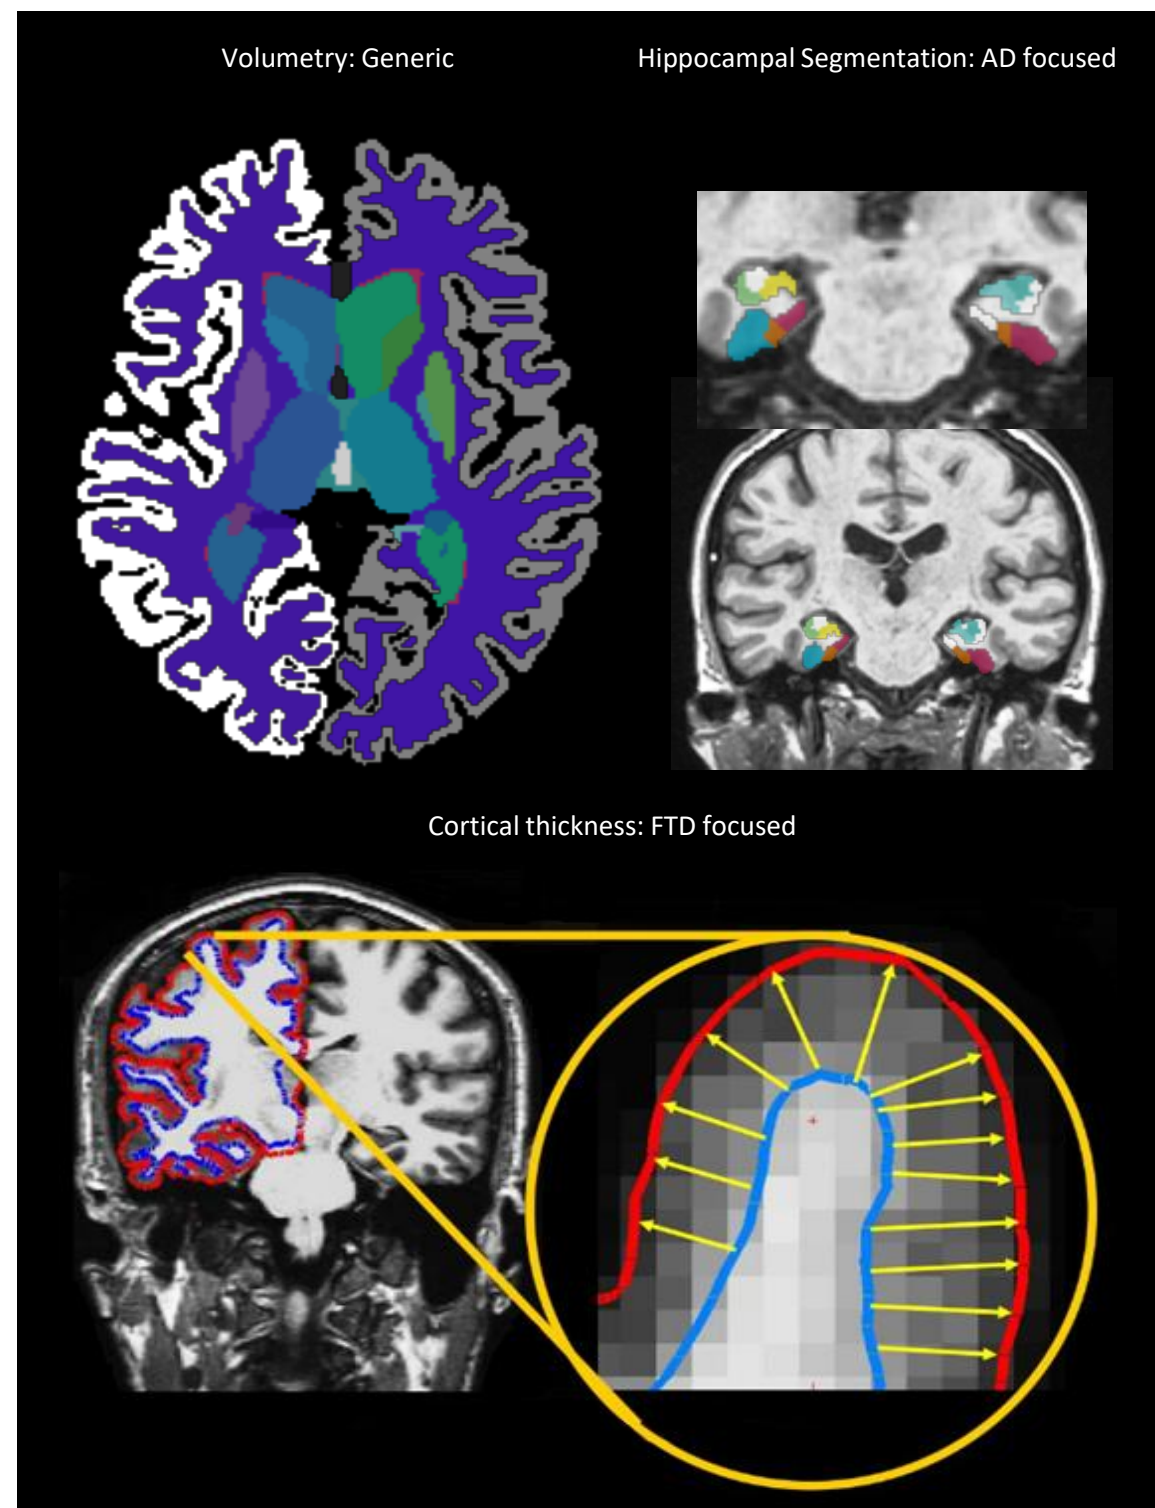 Volumetry: Generic
Hippocampal Segmentation: AD focused
Cortical thickness: FTD focused